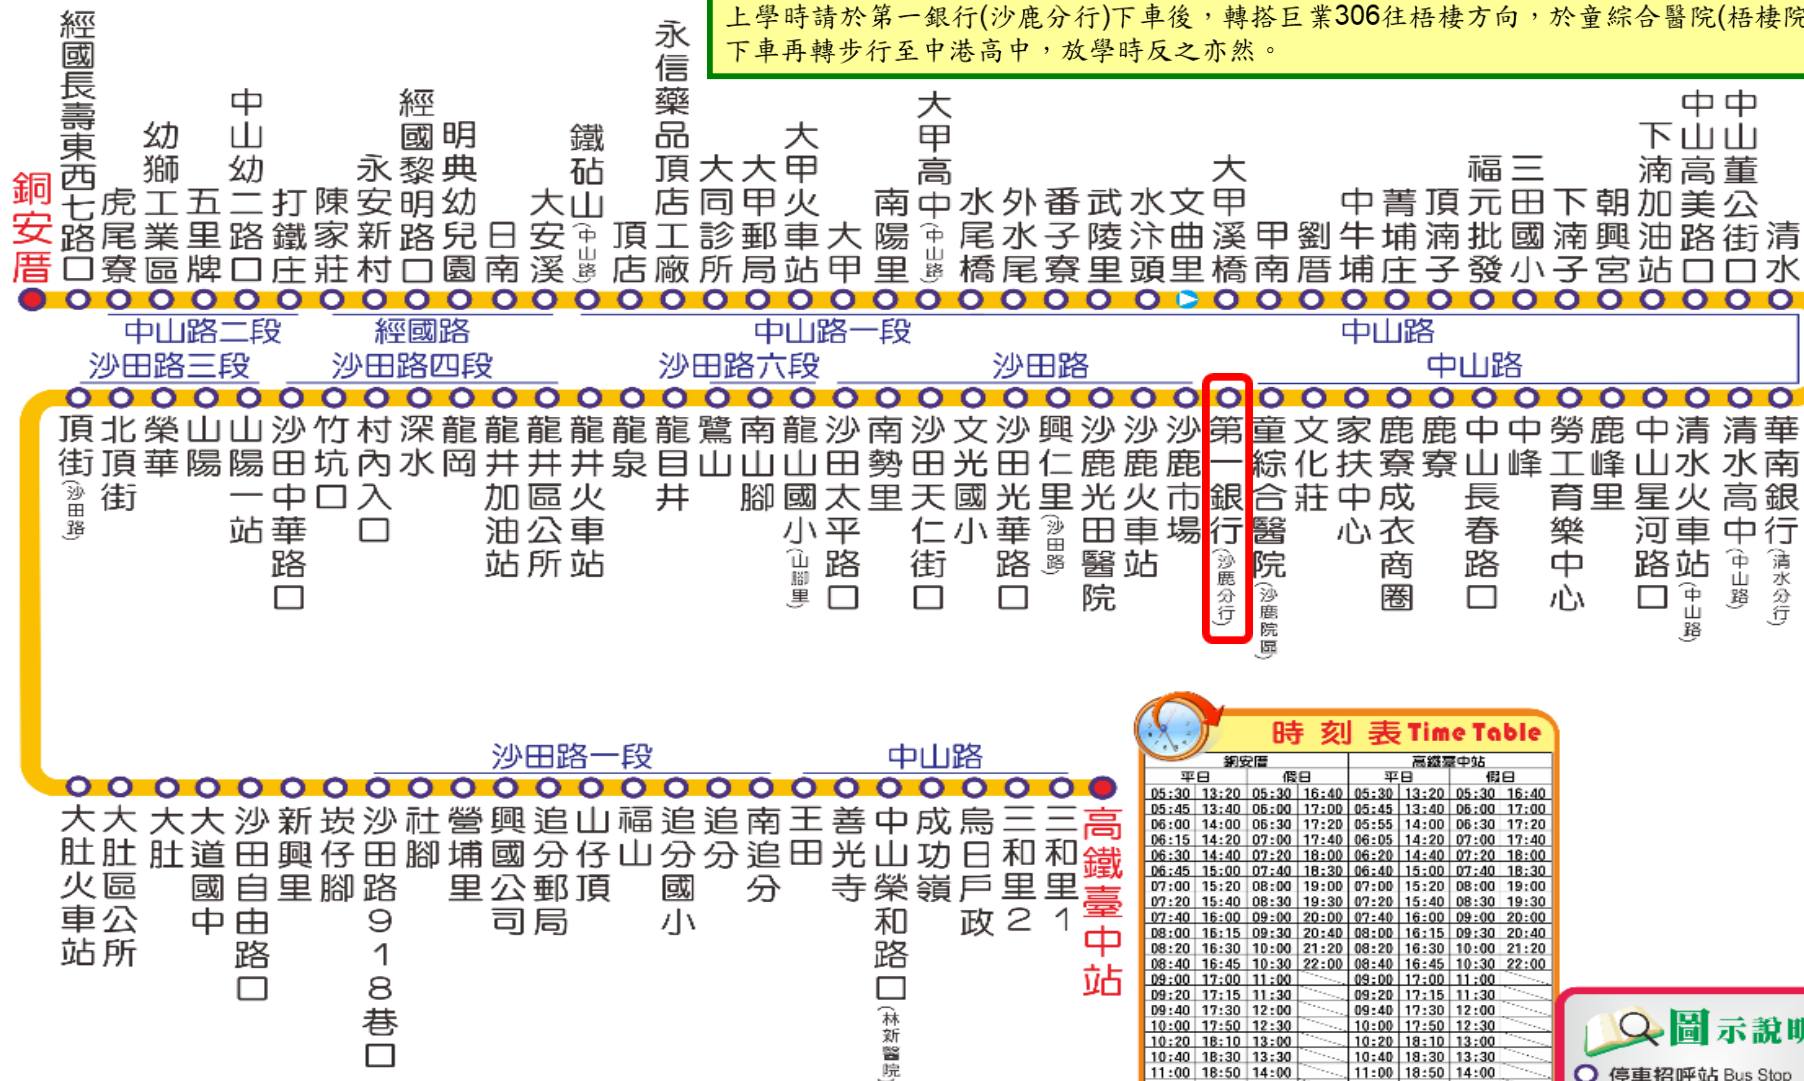 上學時請於第一銀行(沙鹿分行)下車後，轉搭巨業306往梧棲方向，於童綜合醫院(梧棲院
下車再轉步行至中港高中，放學時反之亦然。
銅安厝
經國長壽東西七路口
虎尾寮
幼獅工業區
五里牌
中山幼二路口
打鐵庄
陳家莊
永安新村
經國黎明路口
明典幼兒園
日南
大安溪
鐵砧山(中山路)
頂店
永信藥品頂店工廠
大同診所
大甲郵局
大甲火車站
大甲
南陽里
大甲高中(中山路)
水尾橋
外水尾
番子寮
武陵里
水汴頭
文曲里
大甲溪橋
甲南
劉厝
中牛埔
菁埔庄
頂湳子
福元批發
三田國小
下湳子
朝興宮
下湳加油站
中山高美路口
中山董公街口
清水
中山路二段
經國路
中山路一段
中山路
沙田路三段
沙田路四段
沙田路六段
沙田路
中山路
頂街(沙田路)
北頂街
榮華
山陽
山陽一站
沙田中華路口
竹坑口
村內入口
深水
龍岡
龍井加油站
龍井區公所
龍井火車站
龍泉
龍目井
鷺山
南山腳
龍山國小(山腳里)
沙田太平路口
南勢里
沙田天仁街口
文光國小
沙田光華路口
興仁里(沙田路)
沙鹿光田醫院
沙鹿火車站
沙鹿市場
第一銀行(沙鹿分行)
童綜合醫院(沙鹿院區)
文化莊
家扶中心
鹿寮成衣商圈
鹿寮
中山長春路口
中峰
勞工育樂中心
鹿峰里
中山星河路口
清水火車站(中山路)
清水高中(中山路)
華南銀行(清水分行)
沙田路一段
中山路
大肚火車站
大肚區公所
大肚
大道國中
沙田自由路口
新興里
崁仔腳
沙田路918巷口
社腳
營埔里
興國公司
追分郵局
山仔頂
福山
追分國小
追分
南追分
王田
善光寺
中山榮和路口(林新醫院)
成功嶺
烏日戶政
三和里2
三和里1
高鐵臺中站
時刻表 Time Table
銅安厝 高鐵臺中站
平日 假日 平日 假日
05:30 13:20 05:30 16:40 05:30 13:20 05:30 16:40
05:45 13:40 06:00 17:00 05:45 13:40 06:00 17:00
06:00 14:00 06:30 17:20 05:55 14:00 06:30 17:20
06:15 14:20 07:00 17:40 06:05 14:20 07:00 17:40
06:30 14:40 07:20 18:00 06:20 14:40 07:20 18:00
06:45 15:00 07:40 18:30 06:40 15:00 07:40 18:30
07:00 15:20 08:00 19:00 07:00 15:20 08:00 19:00
07:20 15:40 08:30 19:30 07:20 15:40 08:30 19:30
07:40 16:00 09:00 20:00 07:40 16:00 09:00 20:00
08:00 16:15 09:30 20:40 08:00 16:15 09:30 20:40
08:20 16:30 10:00 21:20 08:20 16:30 10:00 21:20
08:40 16:45 10:30 22:00 08:40 16:45 10:30 22:00
09:00 17:00 11:00 09:00 17:00 11:00
09:20 17:15 11:30 09:20 17:15 11:30
09:40 17:30 12:00 09:40 17:30 12:00
10:00 17:50 12:30 10:00 17:50 12:30
10:20 18:10 13:00 10:20 18:10 13:00
10:40 18:30 13:30 10:40 18:30 13:30
11:00 18:50 14:00 11:00 18:50 14:00
圖示說明
停車招呼站 Bus Stop